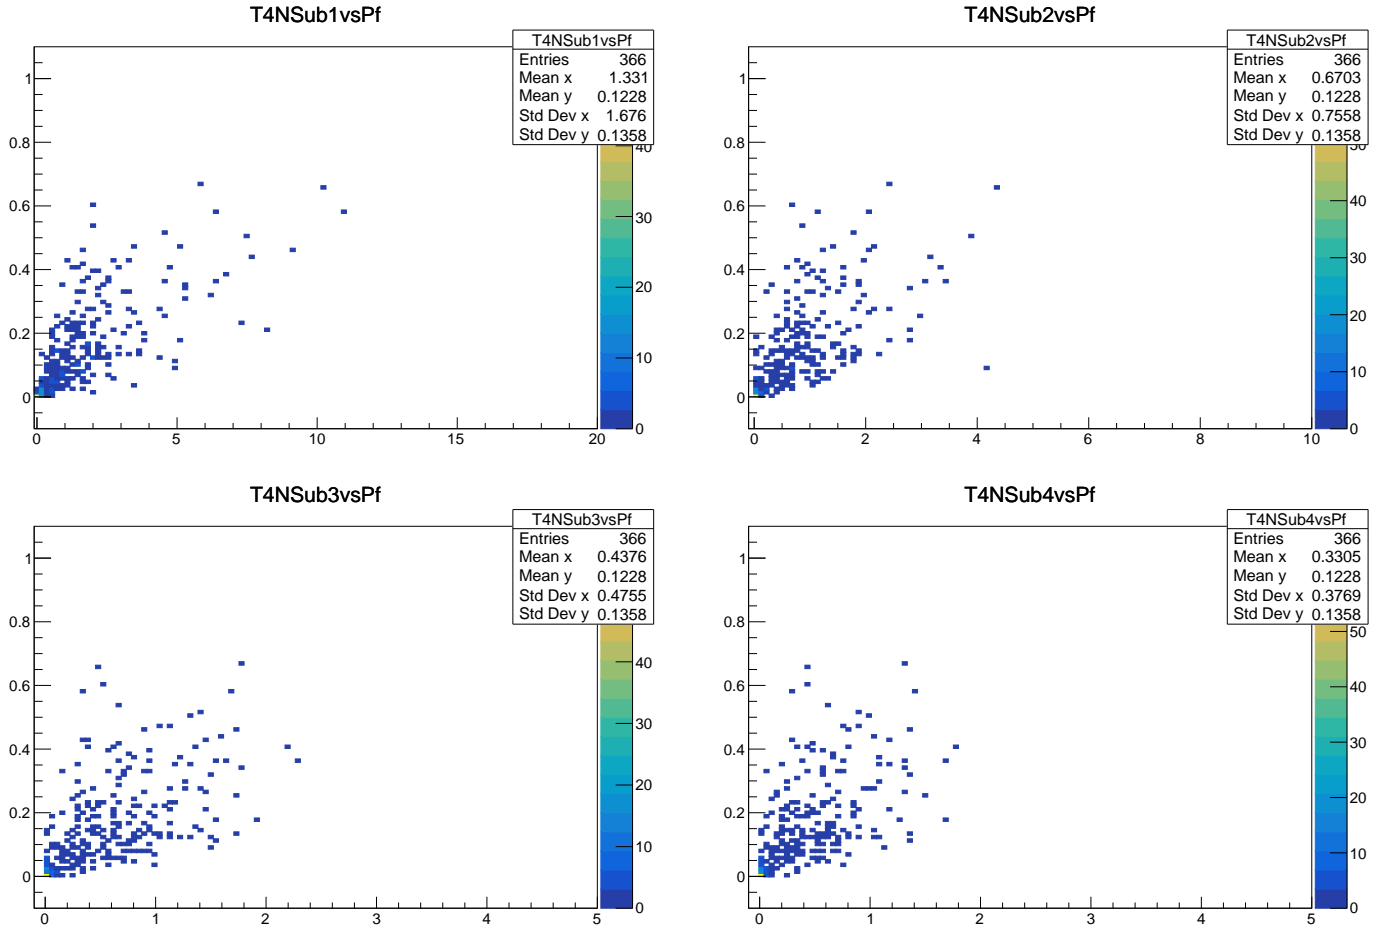 T4NSub1vsPf
T4NSub1vsPf
Entries 366
Mean x 1.331
Mean y 0.1228
Std Dev x 1.676
Std Dev y 0.1358
1
0.8
0.6
0.4
0.2
0
0 5 10 15 20
40
30
20
10
0
T4NSub2vsPf
T4NSub2vsPf
Entries 366
Mean x 0.6703
Mean y 0.1228
Std Dev x 0.7558
Std Dev y 0.1358
1
0.8
0.6
0.4
0.2
0
0 2 4 6 8 10
50
40
30
20
10
0
T4NSub3vsPf
T4NSub3vsPf
Entries 366
Mean x 0.4376
Mean y 0.1228
Std Dev x 0.4755
Std Dev y 0.1358
1
0.8
0.6
0.4
0.2
0
0 1 2 3 4 5
40
30
20
10
0
T4NSub4vsPf
T4NSub4vsPf
Entries 366
Mean x 0.3305
Mean y 0.1228
Std Dev x 0.3769
Std Dev y 0.1358
1
0.8
0.6
0.4
0.2
0
0 1 2 3 4 5
50
40
30
20
10
0